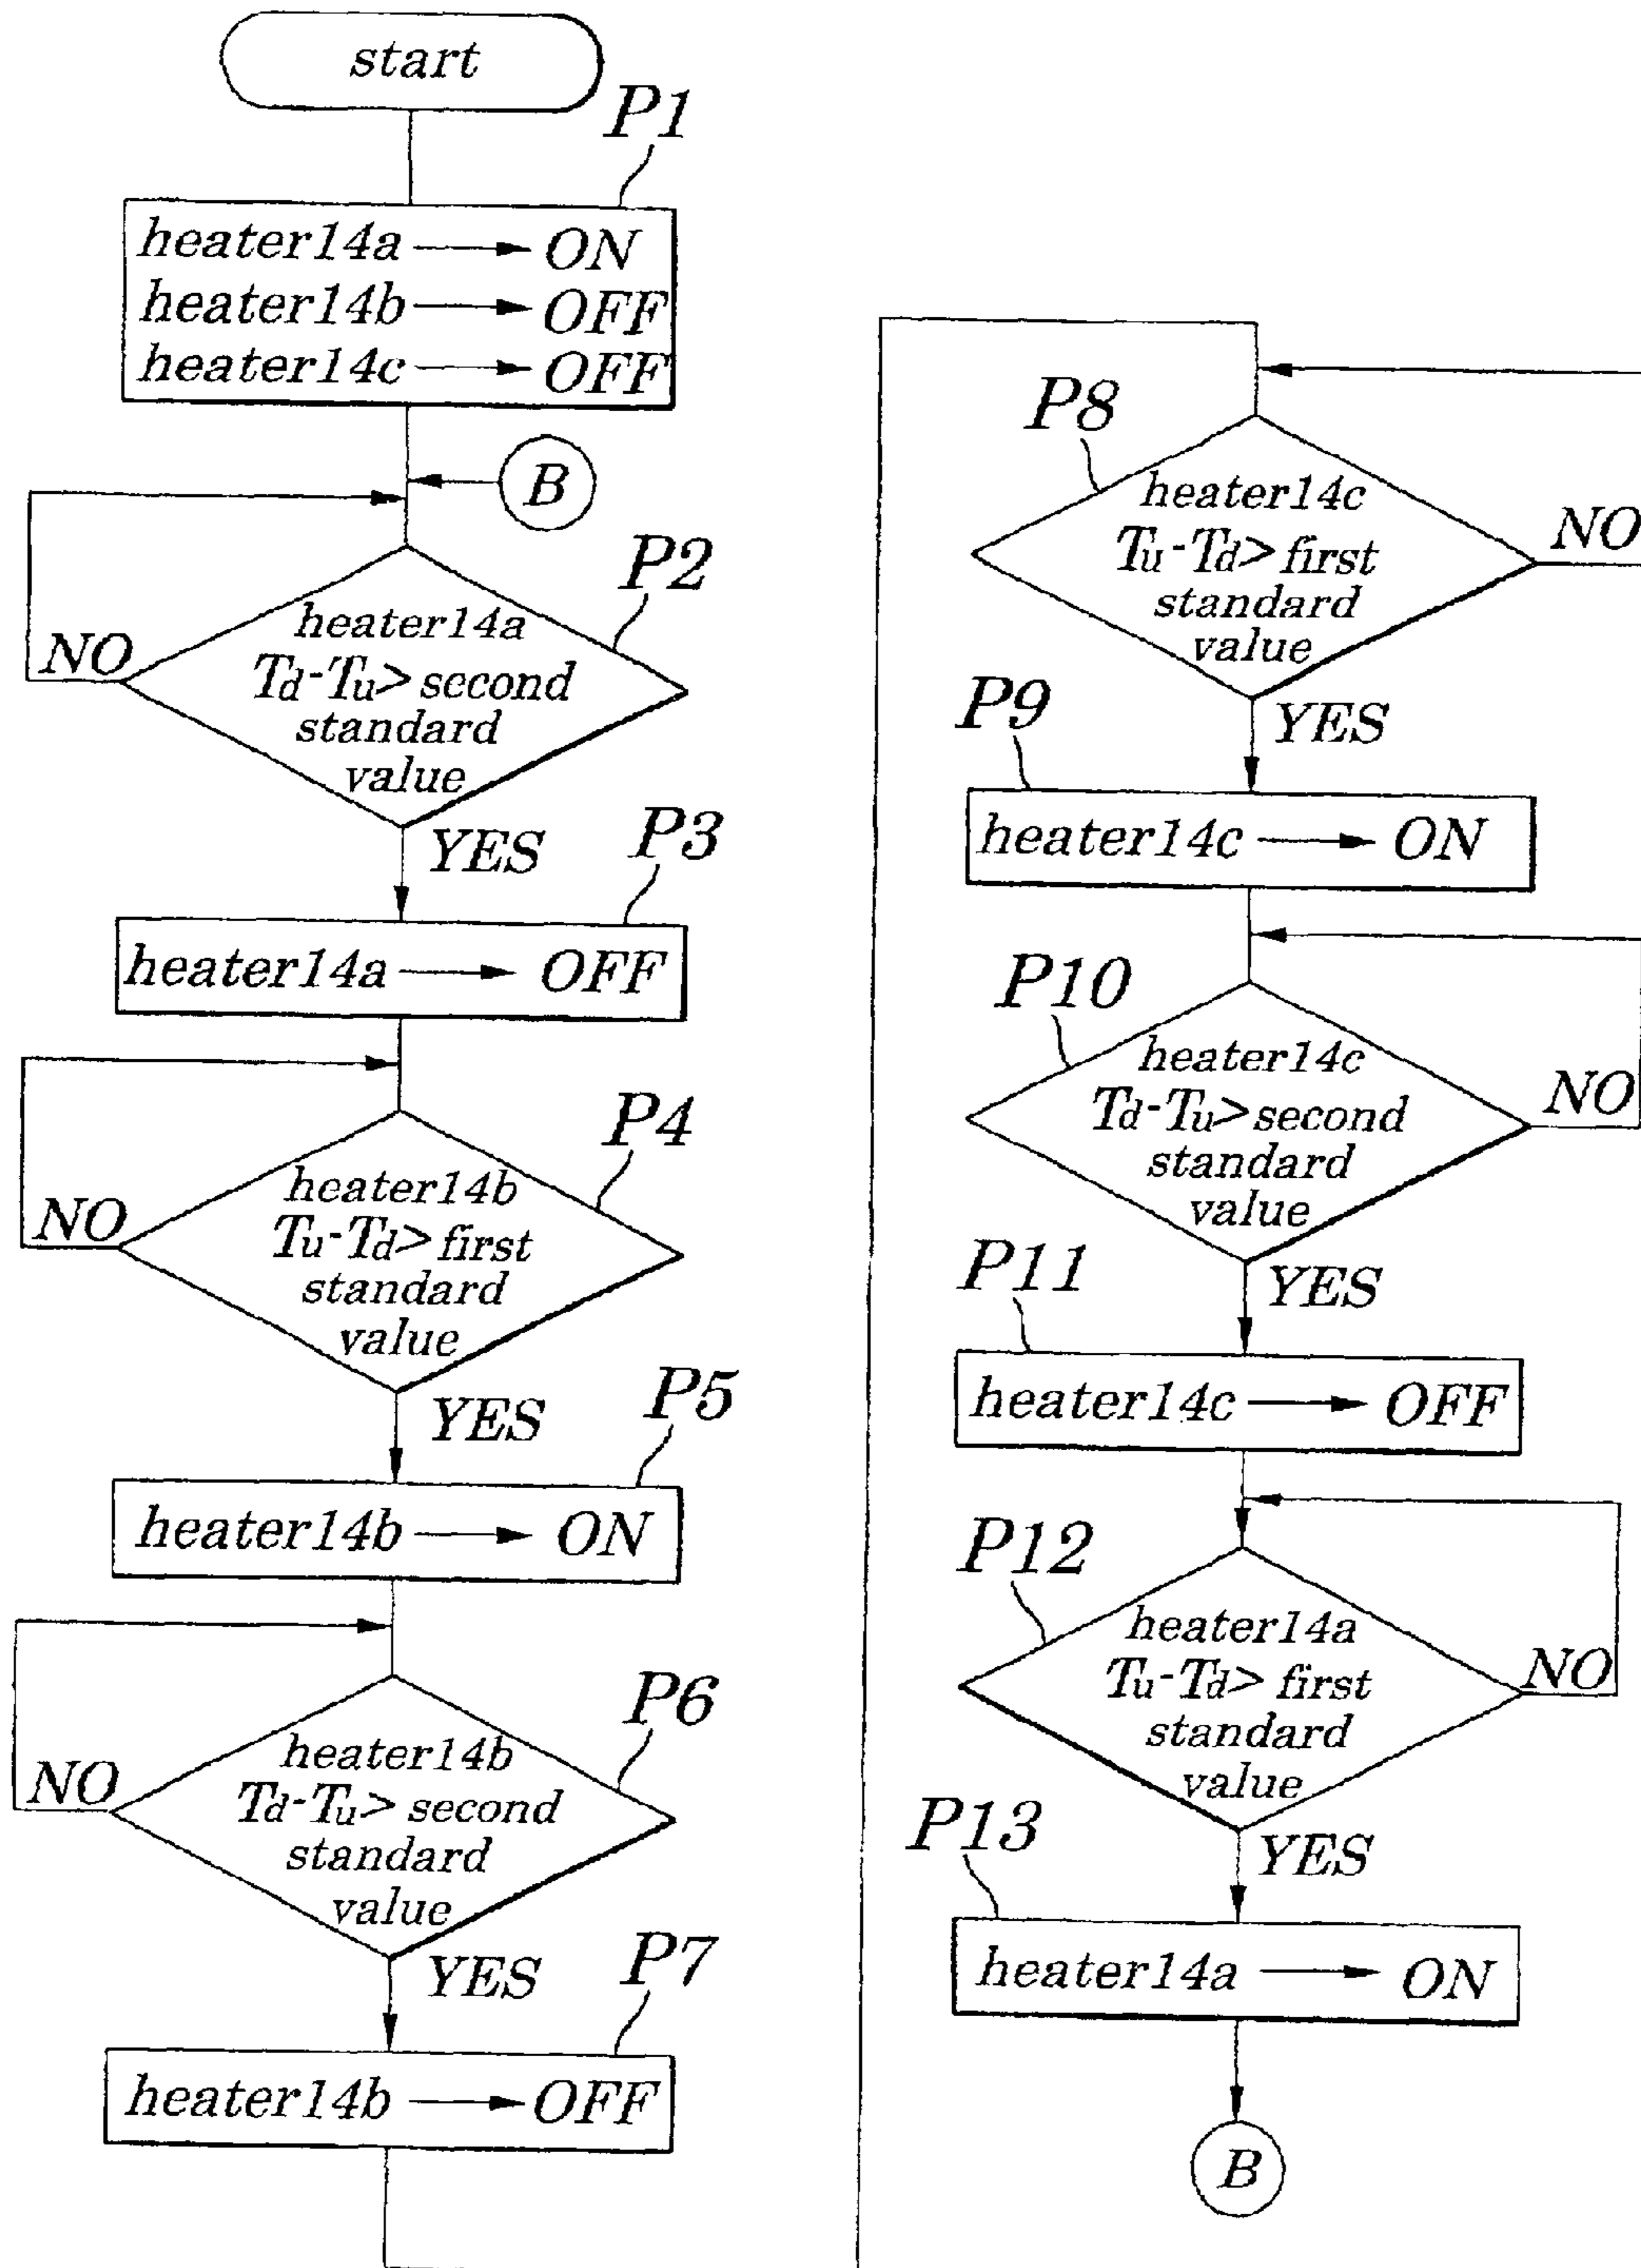 start
P1
heater14a → ON
heater14b → OFF
heater14c → OFF
B
P2
heater14a
Td-Tu> second
standard
value
NO
YES
P3
heater14a → OFF
P4
heater14b
Tu-Td> first
standard
value
NO
YES
P5
heater14b → ON
P6
heater14b
Td-Tu> second
standard
value
NO
YES
P7
heater14b → OFF
P8
heater14c
Tu-Td> first
standard
value
NO
YES
P9
heater14c → ON
P10
heater14c
Td-Tu> second
standard
value
NO
YES
P11
heater14c → OFF
P12
heater14a
Tu-Td> first
standard
value
NO
YES
P13
heater14a → ON
B